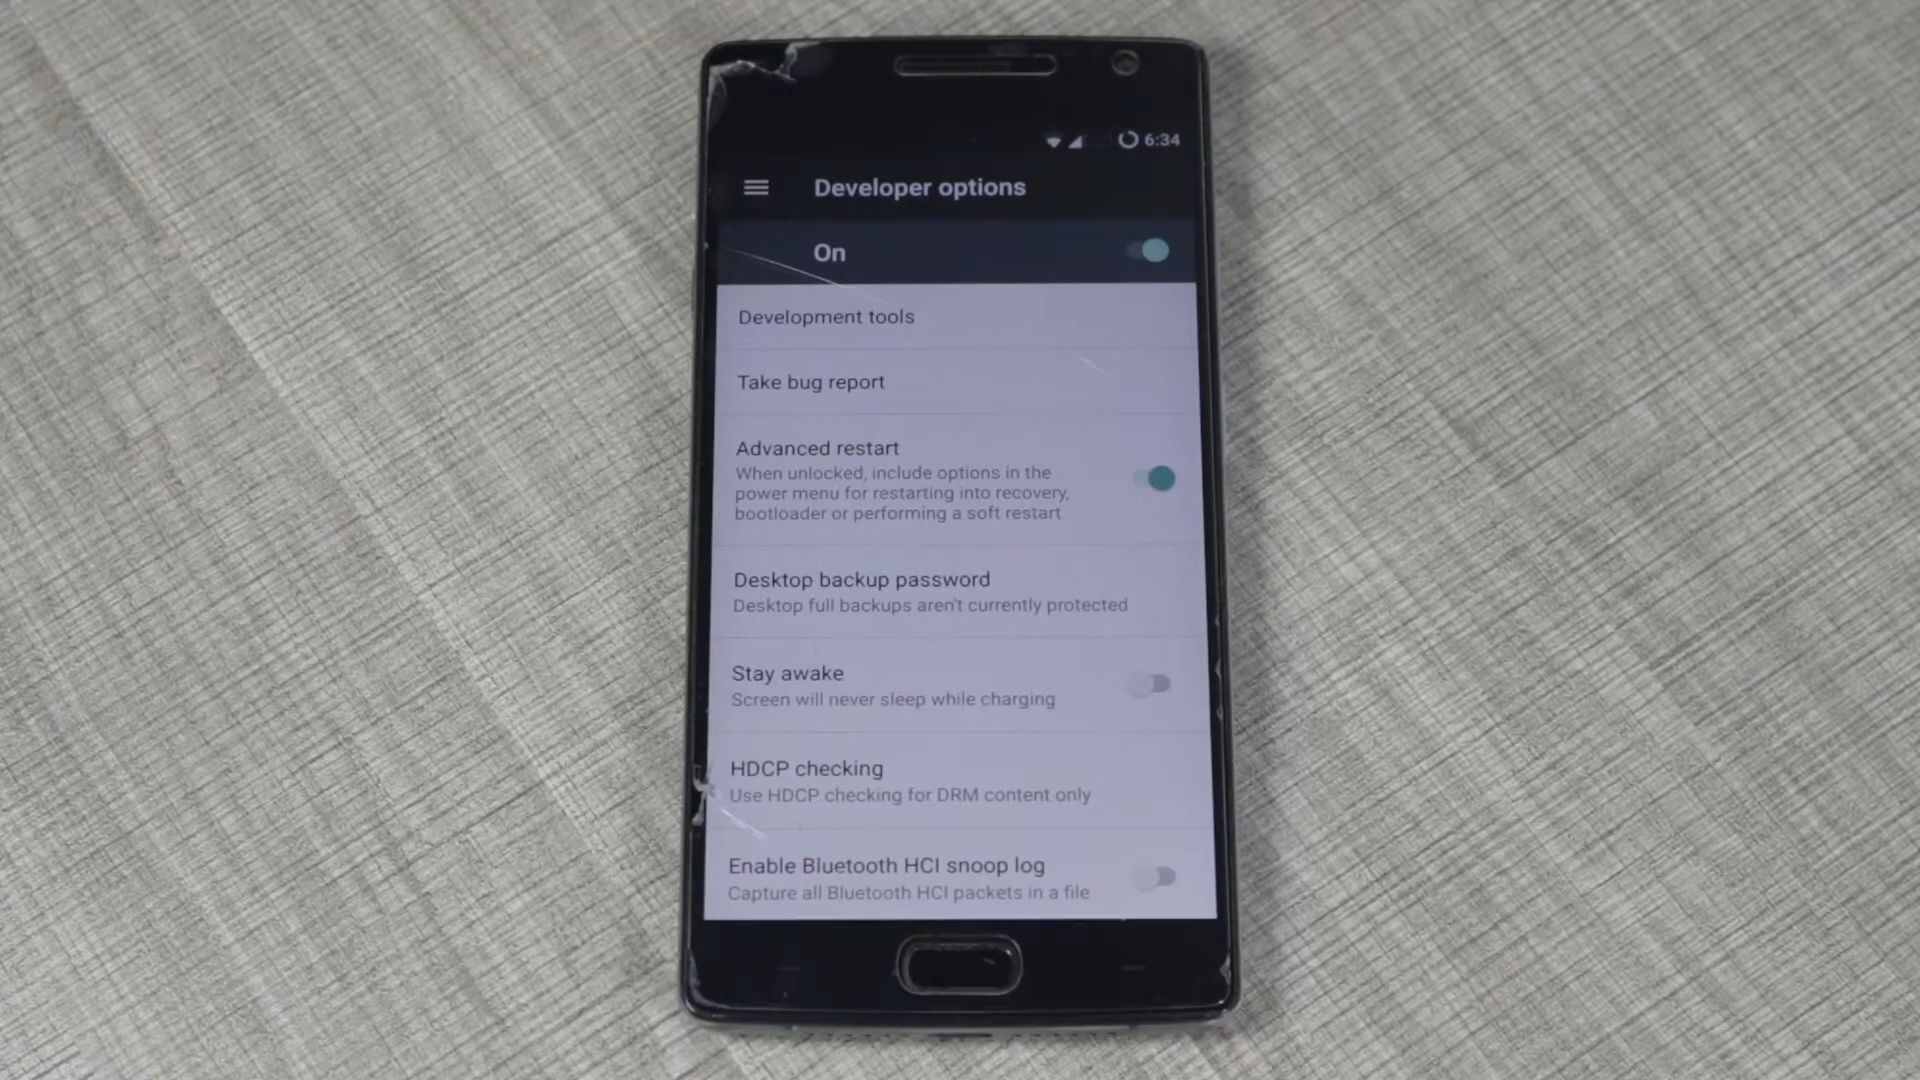 6:34
Developer options
On
Development tools
Take bug report
Advanced restart
When unlocked, include options in the
power menu for restarting into recovery,
bootloader or performing a soft restart
Desktop backup password
Desktop full backups aren't currently protected
Stay awake
Screen will never sleep while charging
HDCP checking
Use HDCP checking for DRM content only
Enable Bluetooth HCI snoop log
Capture all Bluetooth HCI packets in a file